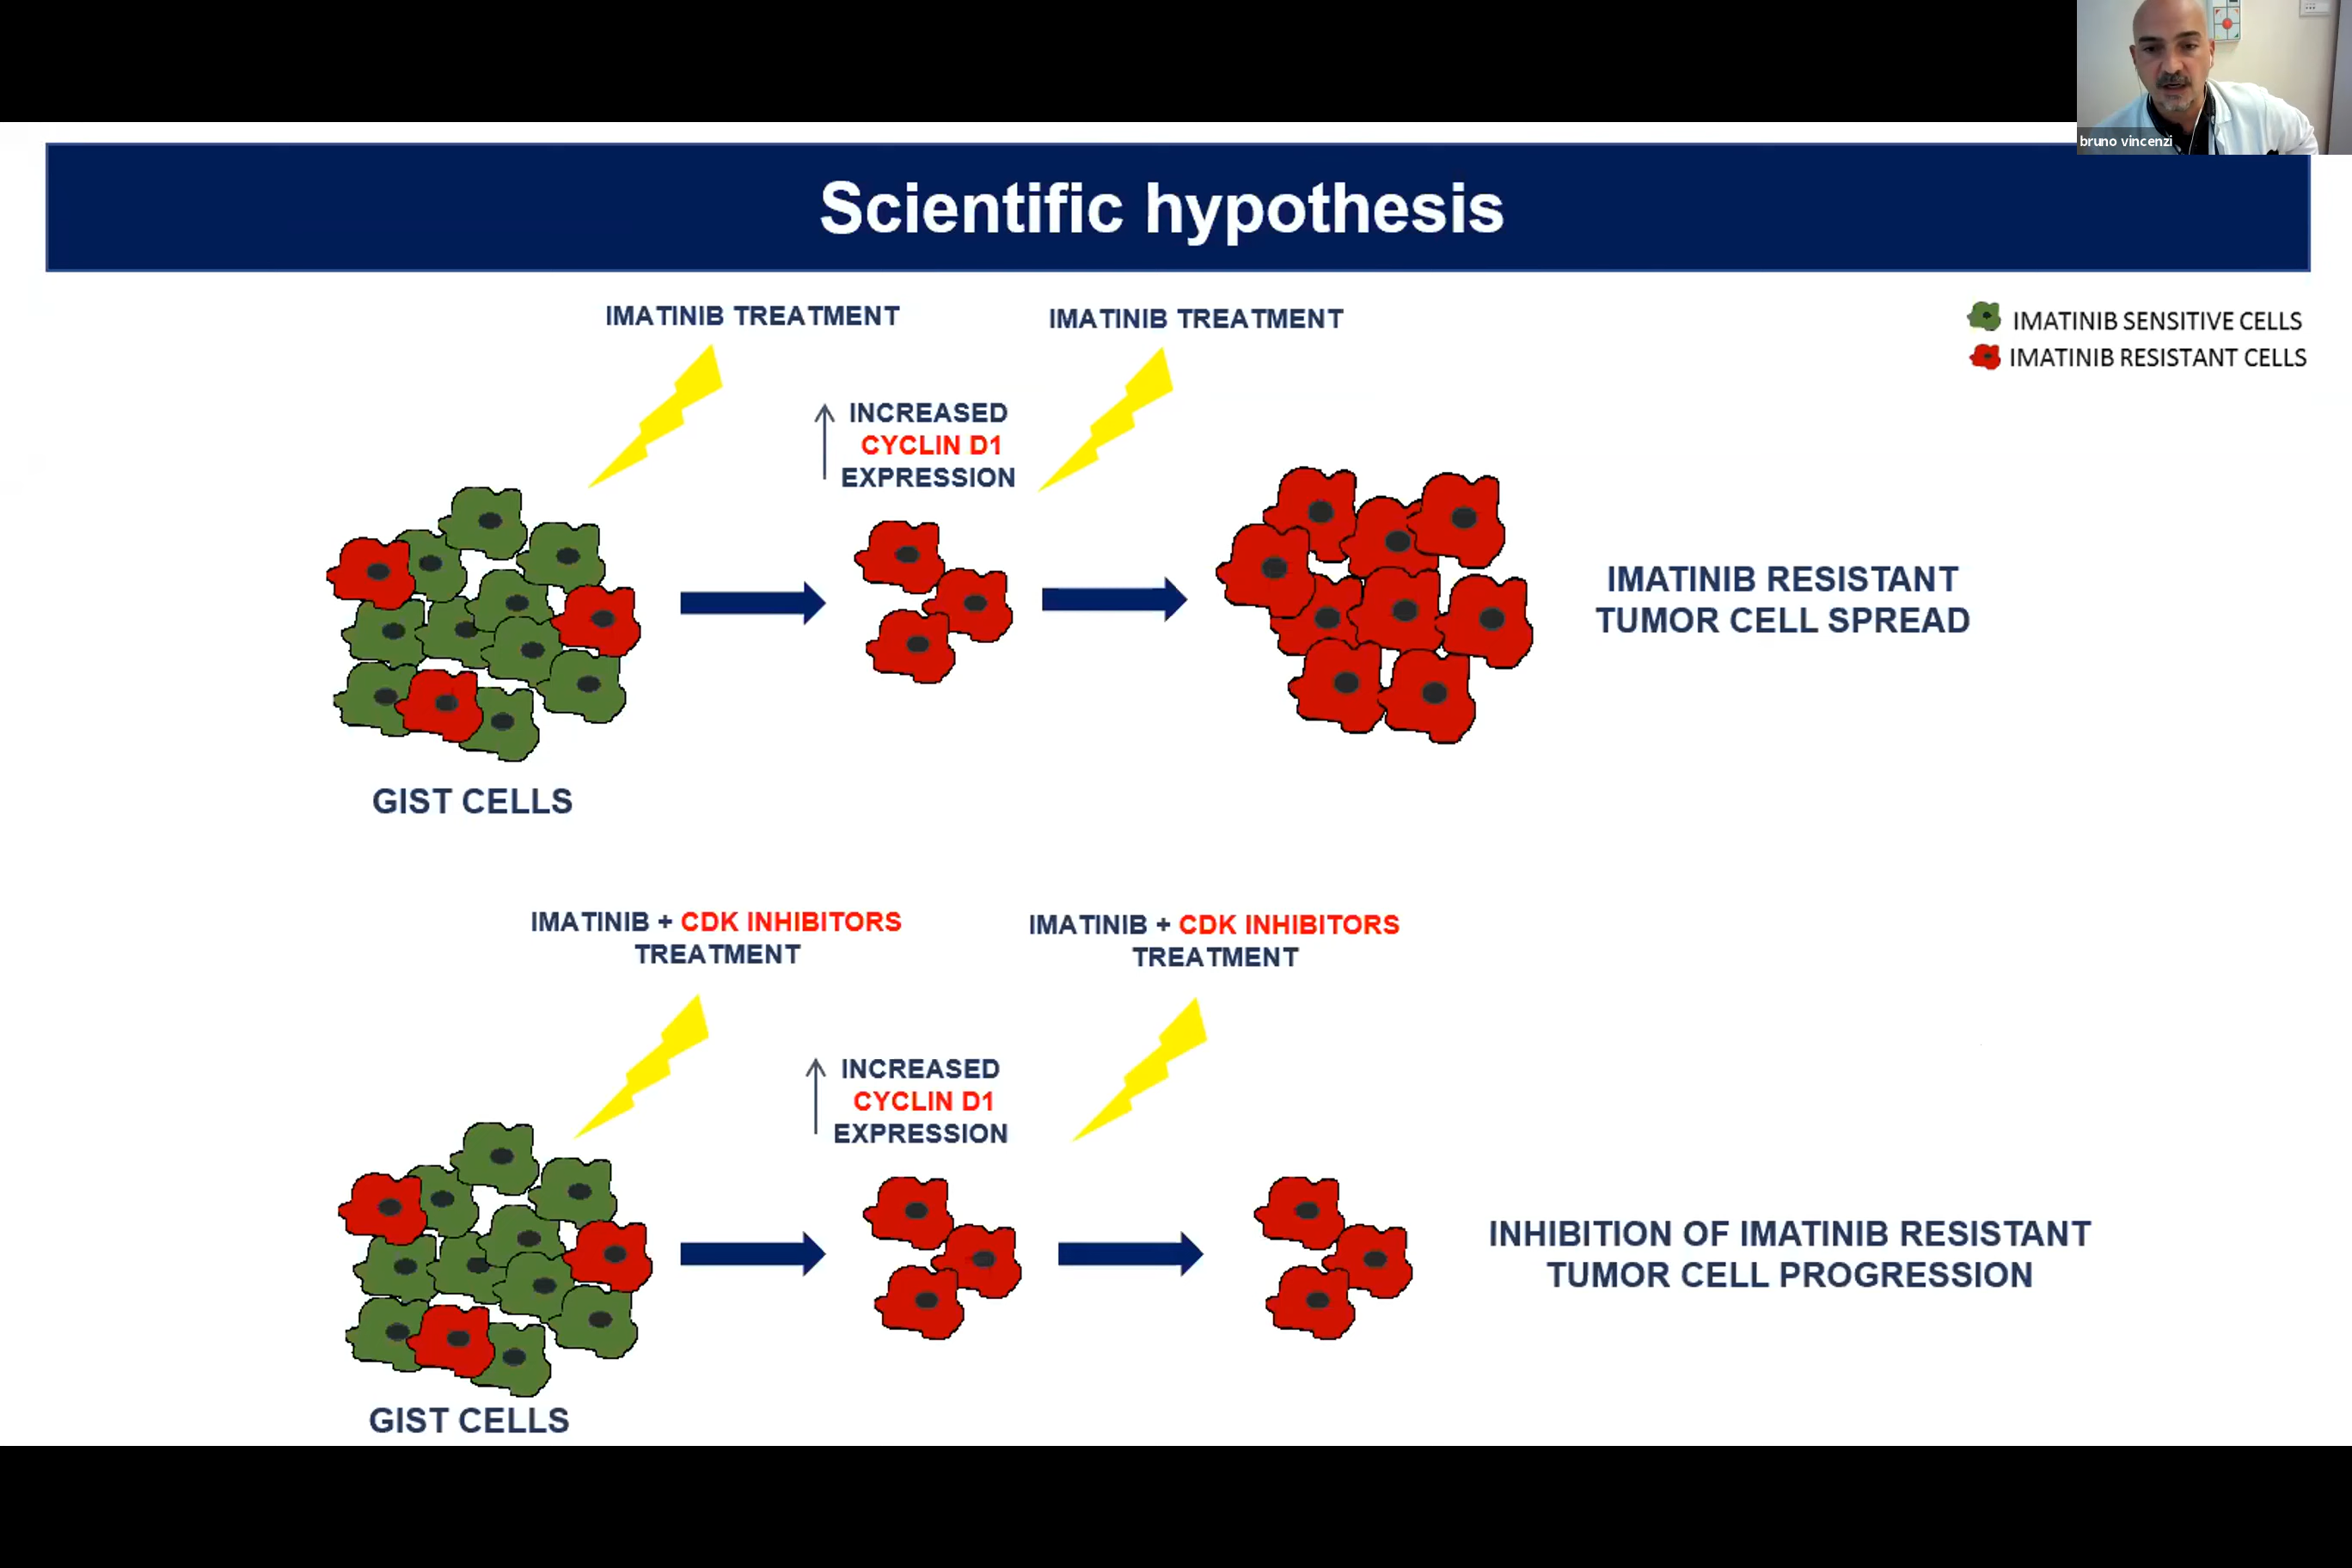 bruno vincenzi
Scientific hypothesis
IMATINIB TREATMENT
IMATINIB TREATMENT
IMATINIB SENSITIVE CELLS
IMATINIB RESISTANT CELLS
INCREASED
CYCLIN D1
EXPRESSION
IMATINIB RESISTANT
TUMOR CELL SPREAD
GIST CELLS
IMATINIB + CDK INHIBITORS
TREATMENT
IMATINIB + CDK INHIBITORS
TREATMENT
INCREASED
CYCLIN D1
EXPRESSION
INHIBITION OF IMATINIB RESISTANT
TUMOR CELL PROGRESSION
GIST CELLS